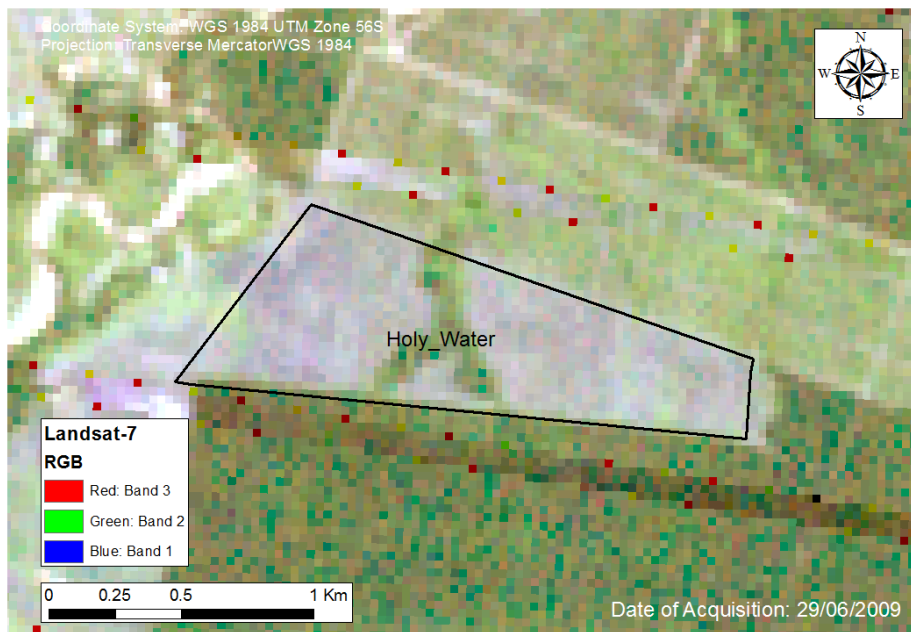 Coordinate System: WGS 1984 UTM Zone 56S
Projection: Transverse MercatorWGS 1984
N
W E
S
Holy_Water
Landsat-7
RGB
Red: Band 3
Green: Band 2
Blue: Band 1
0 0.25 0.5 1 Km
Date of Acquisition: 29/06/2009